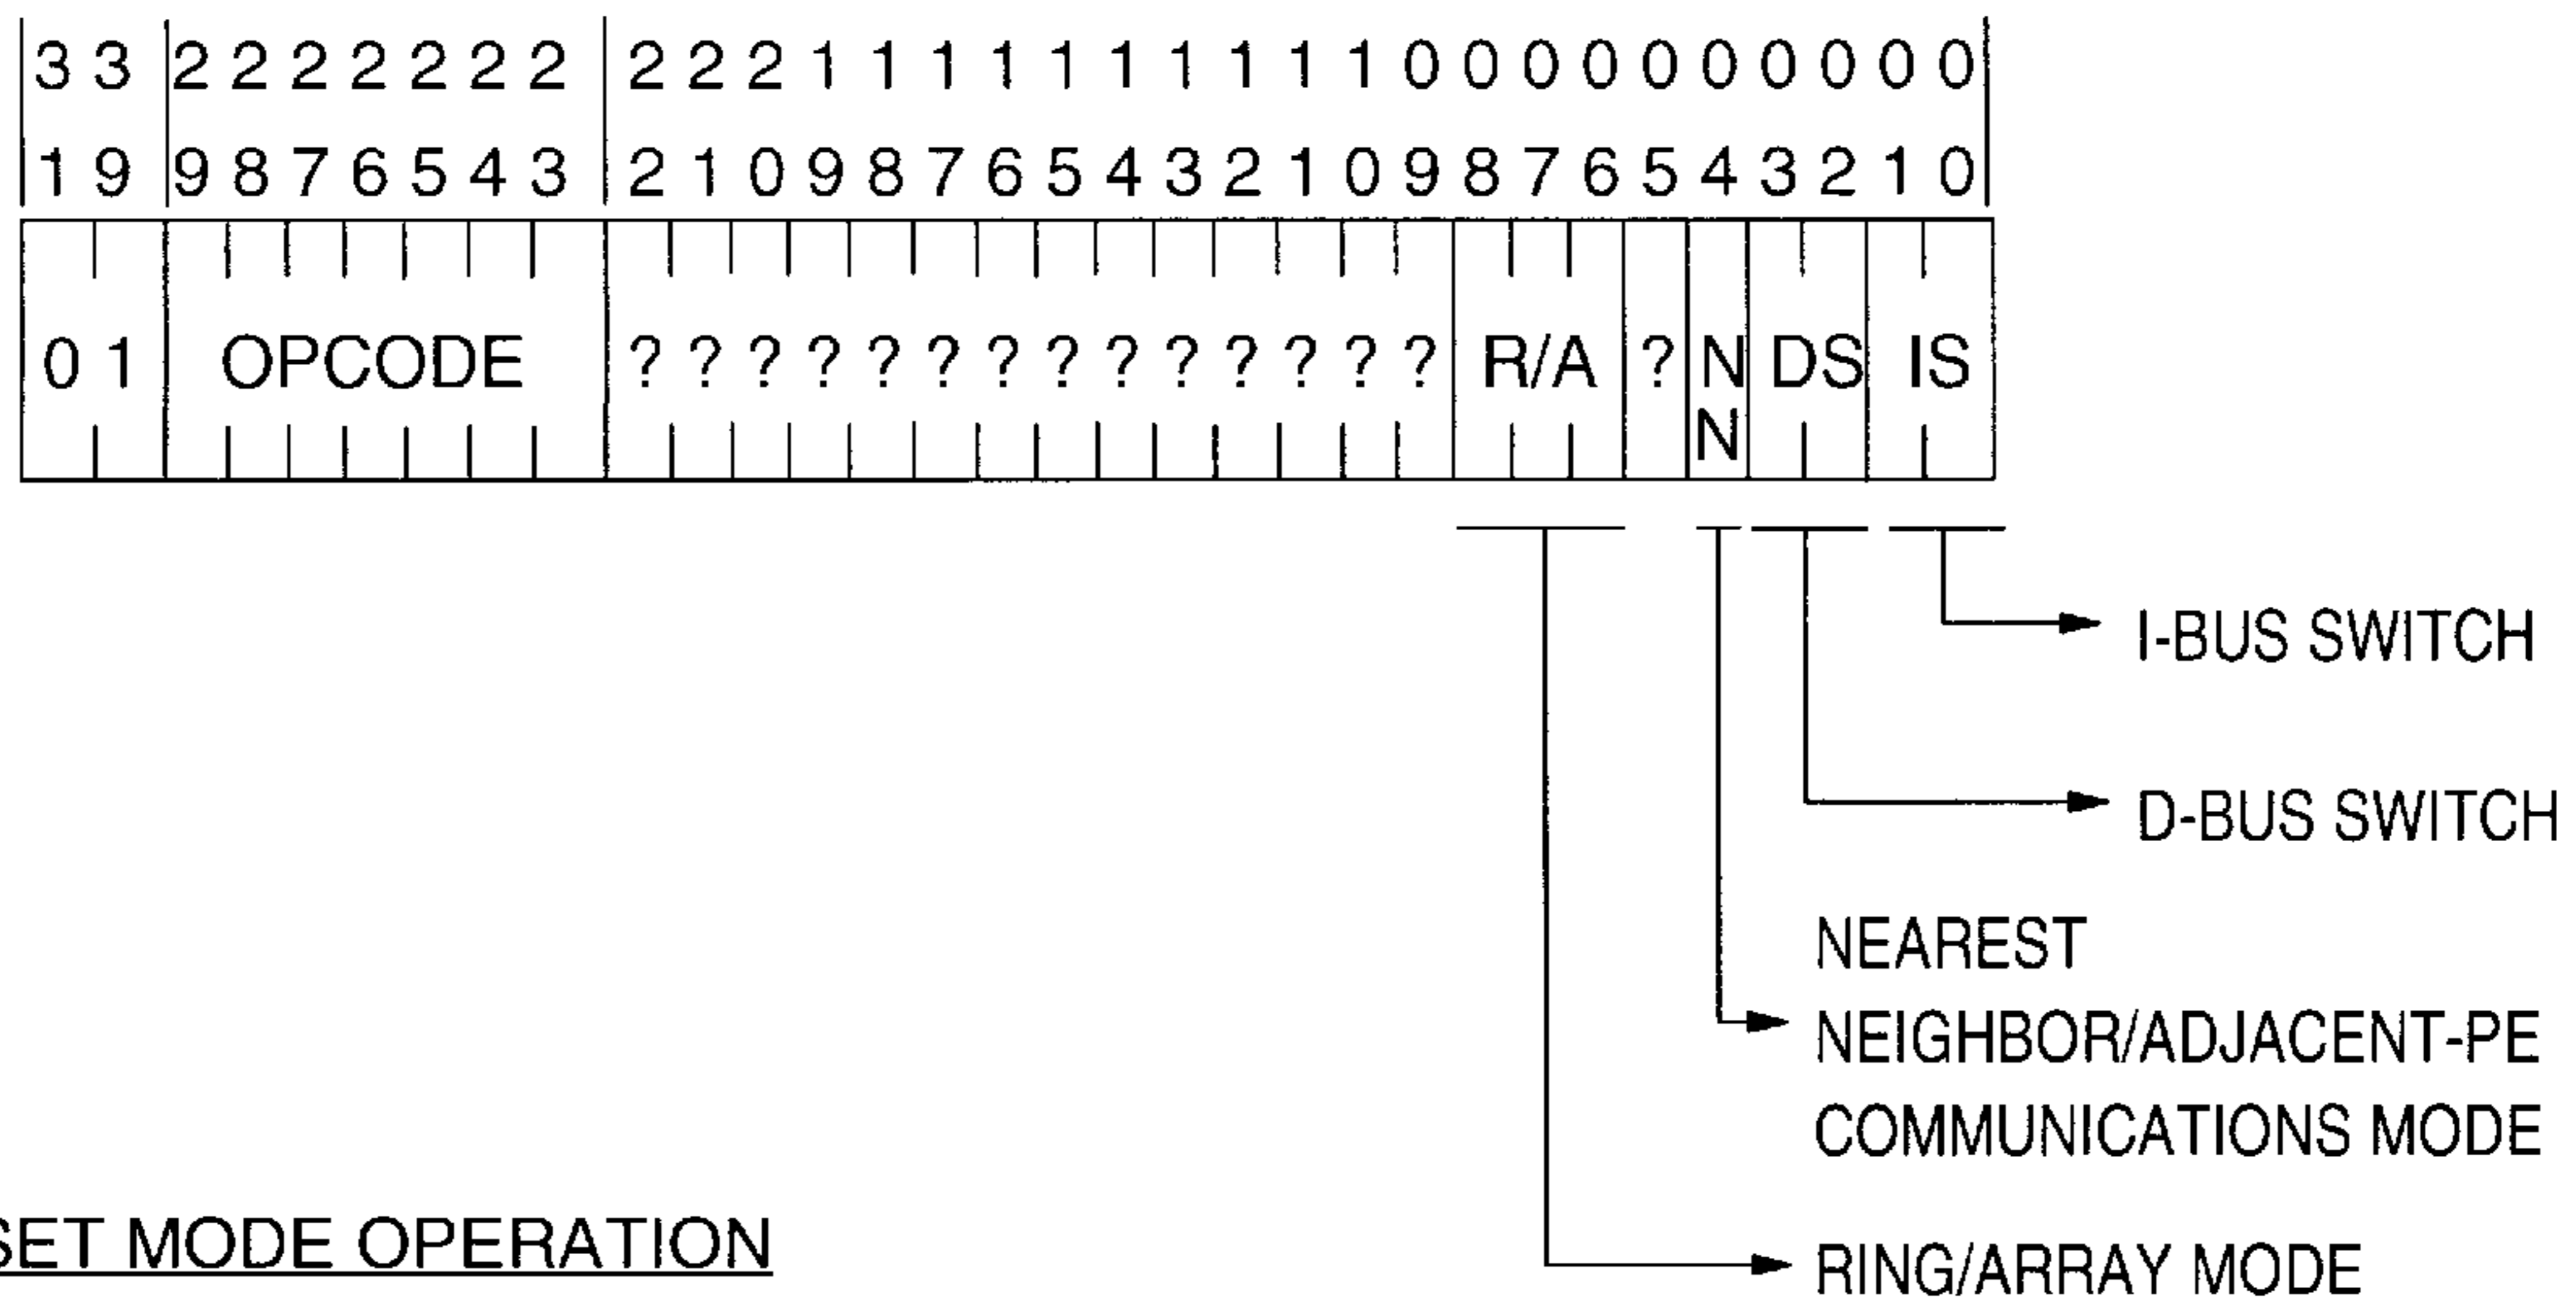 3 3 2 2 2 2 2 2 2 2 2 2 1 1 1 1 1 1 1 1 1 1 0 0 0 0 0 0 0 0 0 0
1 9 9 8 7 6 5 4 3 2 1 0 9 8 7 6 5 4 3 2 1 0 9 8 7 6 5 4 3 2 1 0
0 1 OPCODE ? ? ? ? ? ? ? ? ? ? ? ? ? ? R/A ? N DS IS
N
I-BUS SWITCH
D-BUS SWITCH
NEAREST
NEIGHBOR/ADJACENT-PE
COMMUNICATIONS MODE
RING/ARRAY MODE
SET MODE OPERATION